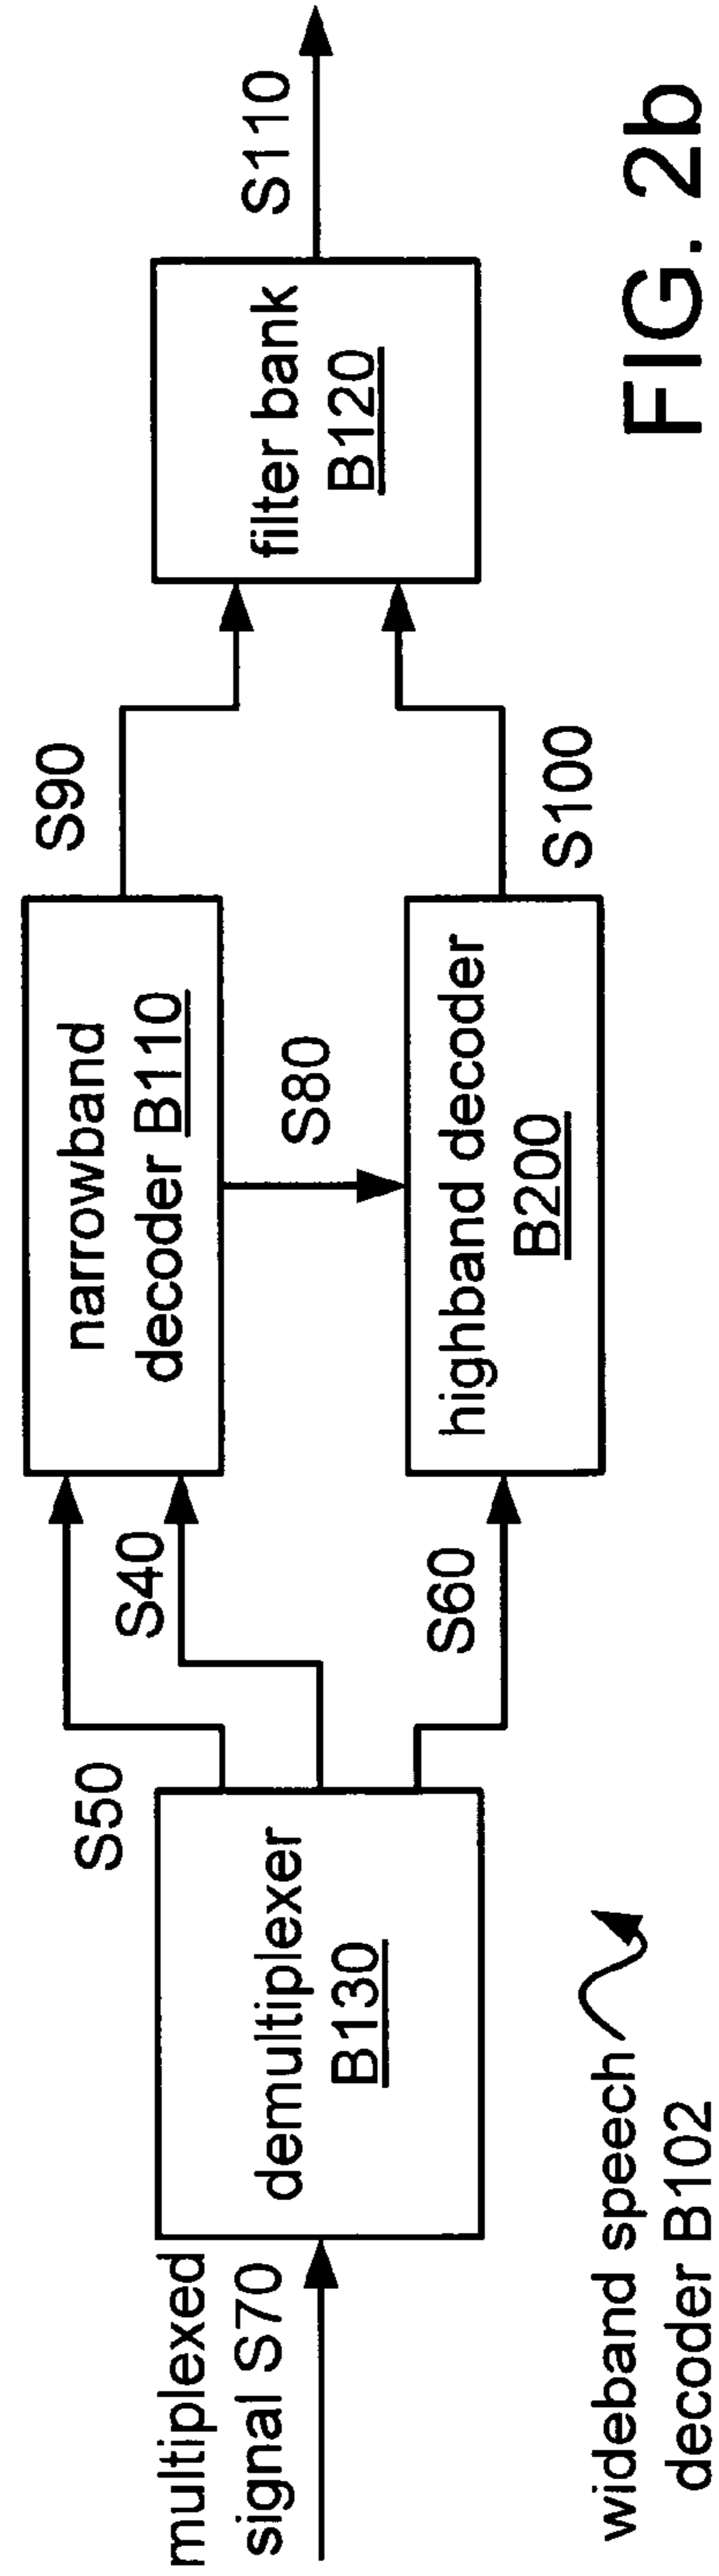 multiplexed
signal S70
demultiplexer
B130
S50
S40
S60
narrowband
decoder B110
S80
highband decoder
B200
S90
S100
filter bank
B120
S110
wideband speech
decoder B102
FIG. 2b